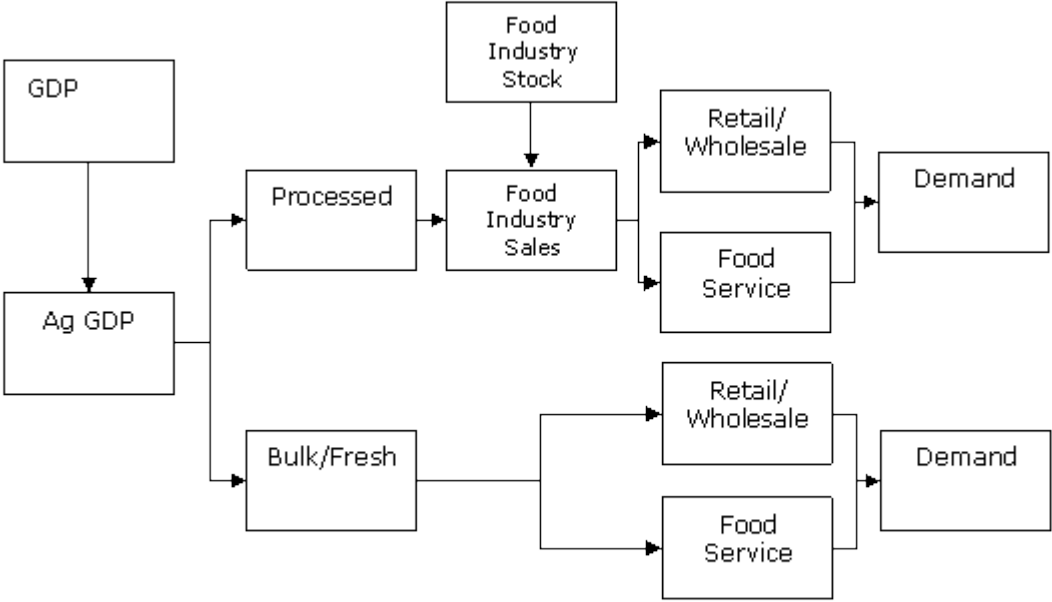 Food
Industry
Stock
GDP
Retail/
Wholesale
Demand
Processed
Food
Industry
Sales
Food
Service
Ag GDP
Retail/
Wholesale
Bulk/Fresh
Demand
Food
Service